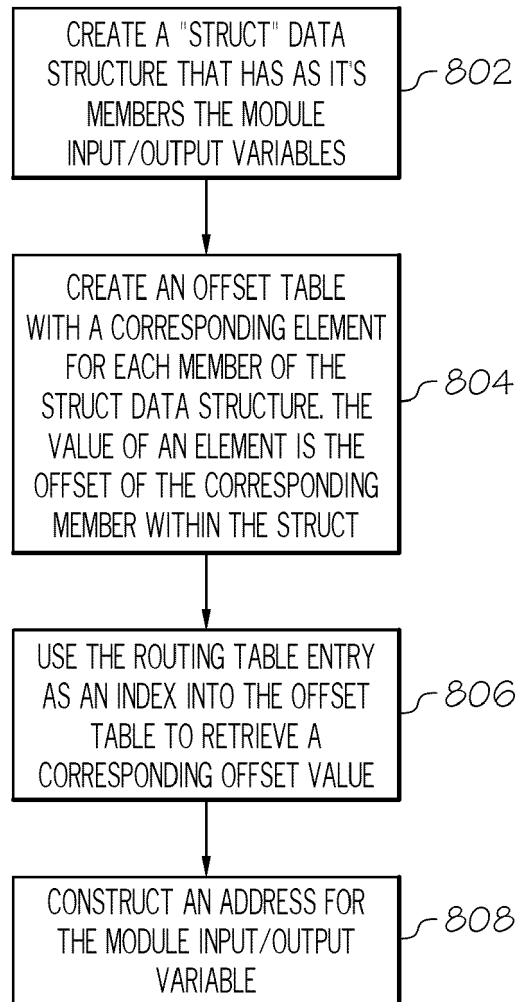 CREATE A "STRUCT" DATA
STRUCTURE THAT HAS AS IT'S
MEMBERS THE MODULE
INPUT/OUTPUT VARIABLES
802
CREATE AN OFFSET TABLE
WITH A CORRESPONDING ELEMENT
FOR EACH MEMBER OF THE
STRUCT DATA STRUCTURE. THE
VALUE OF AN ELEMENT IS THE
OFFSET OF THE CORRESPONDING
MEMBER WITHIN THE STRUCT
804
USE THE ROUTING TABLE ENTRY
AS AN INDEX INTO THE OFFSET
TABLE TO RETRIEVE A
CORRESPONDING OFFSET VALUE
806
CONSTRUCT AN ADDRESS FOR
THE MODULE INPUT/OUTPUT
VARIABLE
808